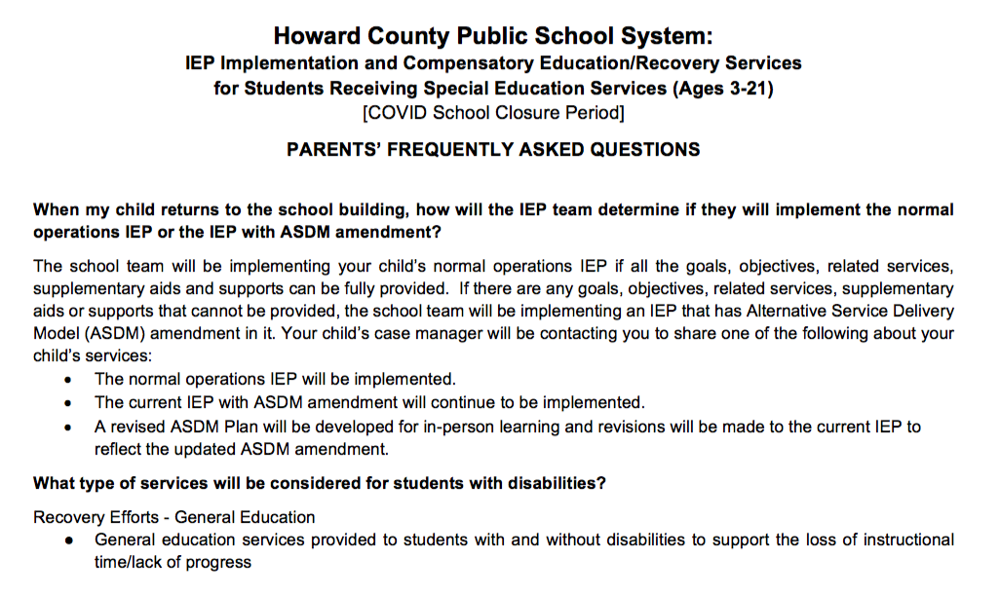 Howard County Public School System:
IEP Implementation and Compensatory Education/Recovery Services
for Students Receiving Special Education Services (Ages 3-21)
[COVID School Closure Period]
PARENTS' FREQUENTLY ASKED QUESTIONS
When my child returns to the school building, how will the IEP team determine if they will implement the normal
operations IEP or the IEP with ASDM amendment?
The school team will be implementing your child's normal operations IEP if all the goals, objectives, related services,
supplementary aids and supports can be fully provided. If there are any goals, objectives, related services, supplementary
aids or supports that cannot be provided, the school team will be implementing an IEP that has Alternative Service Delivery
Model (ASDM) amendment in it. Your child's case manager will be contacting you to share one of the following about your
child's services:
• The normal operations IEP will be implemented.
• The current IEP with ASDM amendment will continue to be implemented.
• A revised ASDM Plan will be developed for in-person learning and revisions will be made to the current IEP to
reflect the updated ASDM amendment.
What type of services will be considered for students with disabilities?
Recovery Efforts - General Education
• General education services provided to students with and without disabilities to support the loss of instructional
time/lack of progress